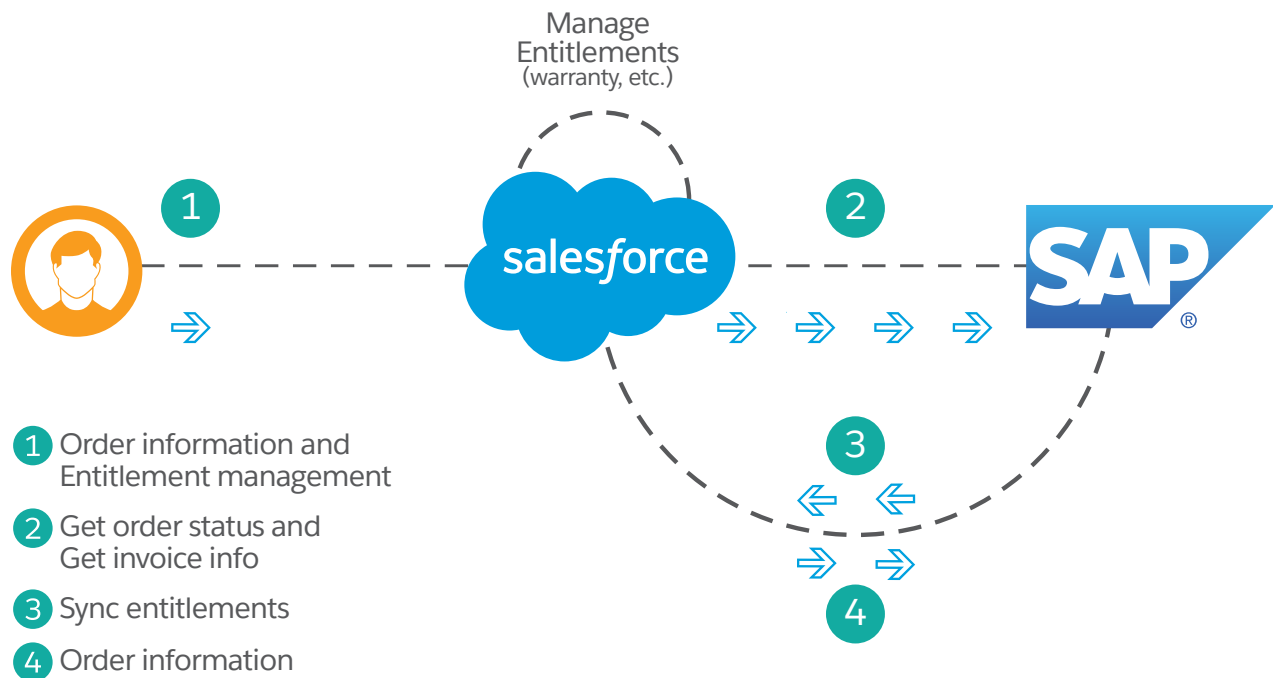 Manage
Entitlements
(warranty, etc.)
1
2
salesforce
SAP
®
3
4
1 Order information and
Entitlement management
2 Get order status and
Get invoice info
3 Sync entitlements
4 Order information